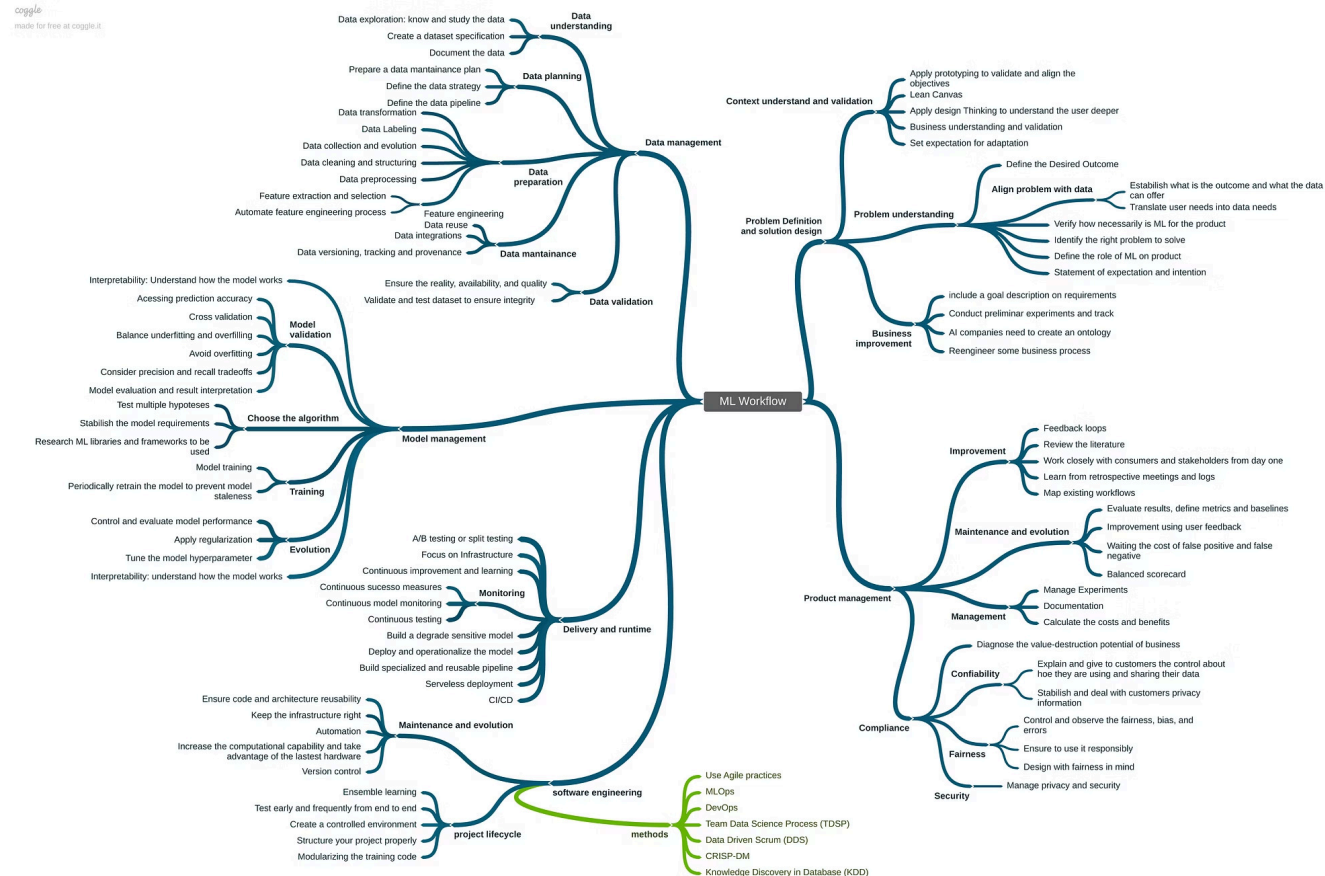 coggle
made for free at coggle.it
ML Workflow
Data management
Data
understanding
Data exploration: know and study the data
Create a dataset specification
Document the data
Data planning
Prepare a data mantainance plan
Define the data strategy
Define the data pipeline
Data
preparation
Data transformation
Data Labeling
Data collection and evolution
Data cleaning and structuring
Data preprocessing
Feature engineering
Feature extraction and selection
Automate feature engineering process
Data mantainance
Data reuse
Data integrations
Data versioning, tracking and provenance
Data validation
Ensure the reality, availability, and quality
Validate and test dataset to ensure integrity
Model management
Interpretability: Understand how the model works
Model
validation
Acessing prediction accuracy
Cross validation
Balance underfitting and overfilling
Avoid overfitting
Consider precision and recall tradeoffs
Model evaluation and result interpretation
Choose the algorithm
Test multiple hypoteses
Stabilish the model requirements
Research ML libraries and frameworks to be
used
Training
Model training
Periodically retrain the model to prevent model
staleness
Evolution
Control and evaluate model performance
Apply regularization
Tune the model hyperparameter
Interpretability: understand how the model works
Delivery and runtime
A/B testing or split testing
Focus on Infrastructure
Continuous improvement and learning
Monitoring
Continuous sucesso measures
Continuous model monitoring
Continuous testing
Build a degrade sensitive model
Deploy and operationalize the model
Build specialized and reusable pipeline
Serveless deployment
CI/CD
software engineering
Maintenance and evolution
Ensure code and architecture reusability
Keep the infrastructure right
Automation
Increase the computational capability and take
advantage of the lastest hardware
Version control
project lifecycle
Ensemble learning
Test early and frequently from end to end
Create a controlled environment
Structure your project properly
Modularizing the training code
methods
Use Agile practices
MLOps
DevOps
Team Data Science Process (TDSP)
Data Driven Scrum (DDS)
CRISP-DM
Knowledge Discovery in Database (KDD)
Problem Definition
and solution design
Context understand and validation
Apply prototyping to validate and align the
objectives
Lean Canvas
Apply design Thinking to understand the user deeper
Business understanding and validation
Set expectation for adaptation
Problem understanding
Define the Desired Outcome
Align problem with data
Estabilish what is the outcome and what the data
can offer
Translate user needs into data needs
Verify how necessarily is ML for the product
Identify the right problem to solve
Define the role of ML on product
Statement of expectation and intention
Business
improvement
include a goal description on requirements
Conduct preliminar experiments and track
AI companies need to create an ontology
Reengineer some business process
Product management
Improvement
Feedback loops
Review the literature
Work closely with consumers and stakeholders from day one
Learn from retrospective meetings and logs
Map existing workflows
Maintenance and evolution
Evaluate results, define metrics and baselines
Improvement using user feedback
Waiting the cost of false positive and false
negative
Balanced scorecard
Management
Manage Experiments
Documentation
Calculate the costs and benefits
Compliance
Diagnose the value-destruction potential of business
Confiability
Explain and give to customers the control about
hoe they are using and sharing their data
Stabilish and deal with customers privacy
information
Fairness
Control and observe the fairness, bias, and
errors
Ensure to use it responsibly
Design with fairness in mind
Security
Manage privacy and security